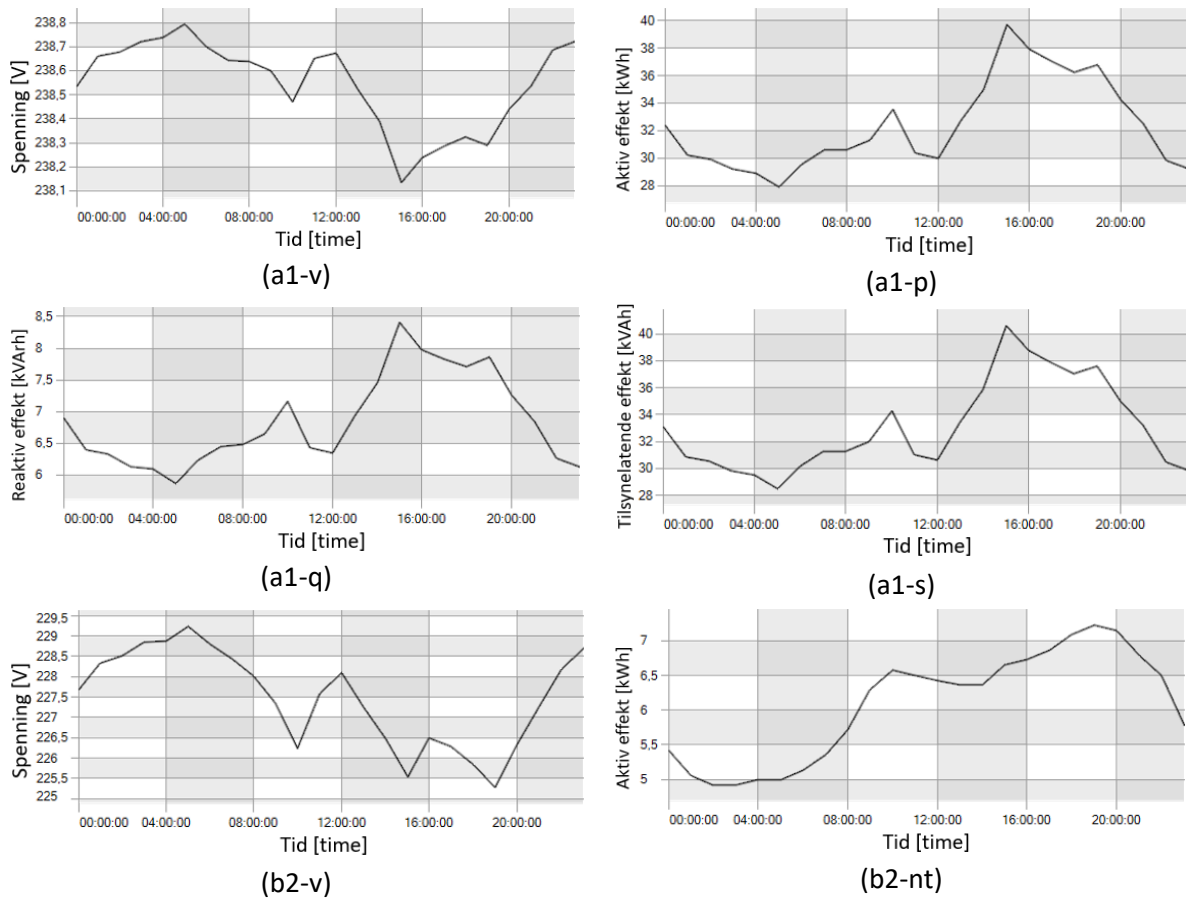 Spenning [V]
238,8
238,7
238,6
238,5
238,4
238,3
238,2
238,1
00:00:00 04:00:00 08:00:00 12:00:00 16:00:00 20:00:00
Tid [time]
(a1-v)
Aktiv effekt [kWh]
40
38
36
34
32
30
28
00:00:00 04:00:00 08:00:00 12:00:00 16:00:00 20:00:00
Tid [time]
(a1-p)
Reaktiv effekt [kVArh]
8,5
8
7,5
7
6,5
6
00:00:00 04:00:00 08:00:00 12:00:00 16:00:00 20:00:00
Tid [time]
(a1-q)
Tilsynelatende effekt [kVAh]
40
38
36
34
32
30
28
00:00:00 04:00:00 08:00:00 12:00:00 16:00:00 20:00:00
Tid [time]
(a1-s)
Spenning [V]
229,5
229
228,5
228
227,5
227
226,5
226
225,5
225
00:00:00 04:00:00 08:00:00 12:00:00 16:00:00 20:00:00
Tid [time]
(b2-v)
Aktiv effekt [kWh]
7
6,5
6
5,5
5
00:00:00 04:00:00 08:00:00 12:00:00 16:00:00 20:00:00
Tid [time]
(b2-nt)